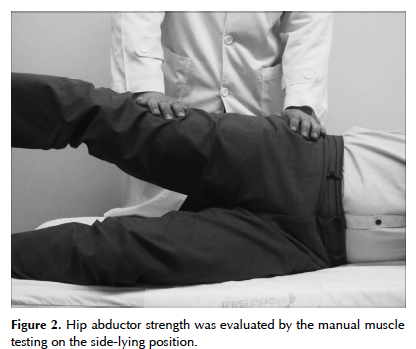 Figure 2. Hip abductor strength was evaluated by the manual muscle
testing on the side-lying position.